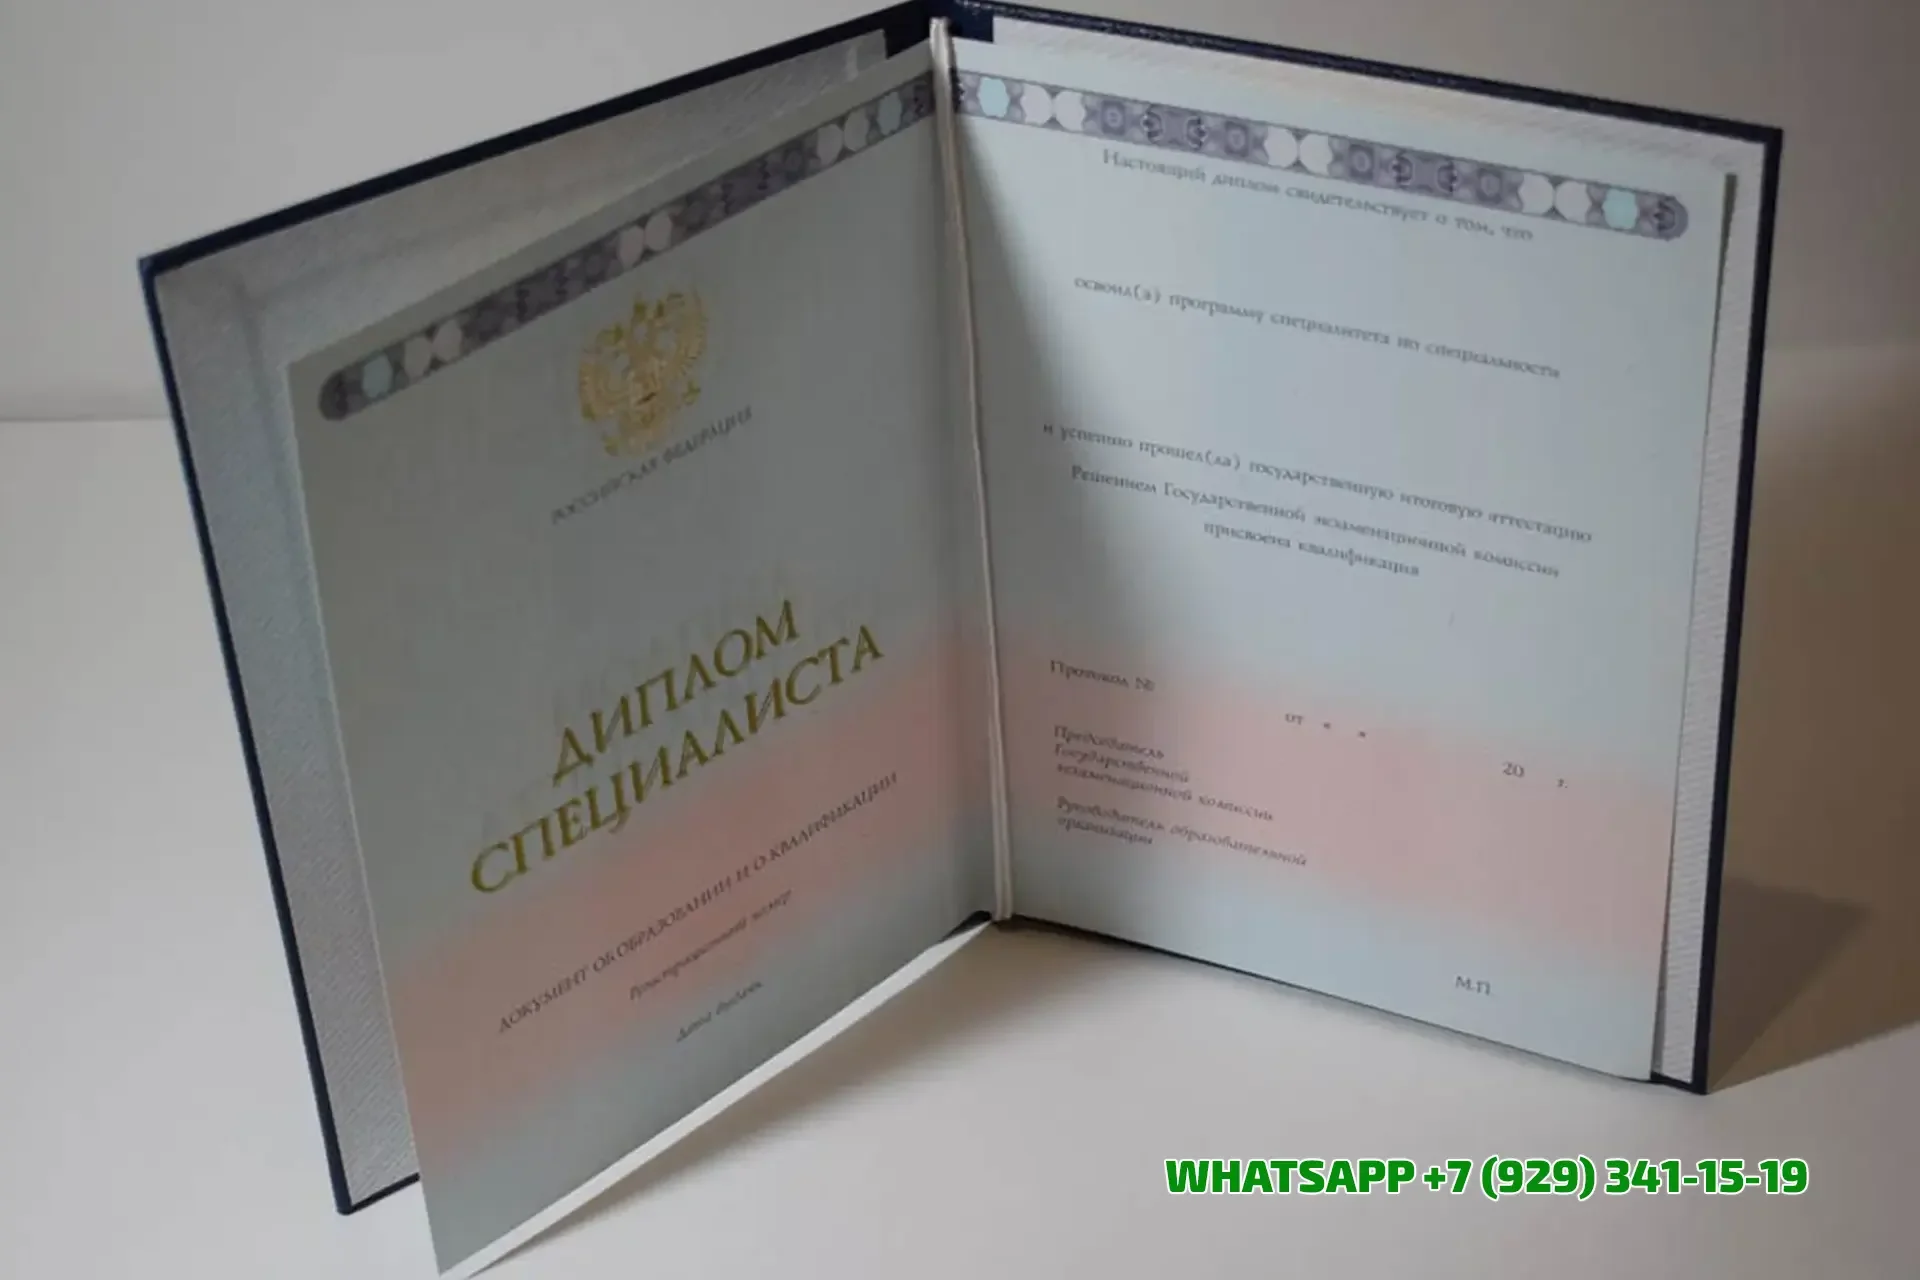 РОССИЙСКАЯ ФЕДЕРАЦИЯ
ДИПЛОМ
СПЕЦИАЛИСТА
ДОКУМЕНТ ОБ ОБРАЗОВАНИИ И О КВАЛИФИКАЦИИ
Регистрационный номер
Дата выдачи
Настоящий диплом свидетельствует о том, что
освоил(а) программу специалитета по специальности
и успешно прошел(ла) государственную итоговую аттестацию
Решением Государственной экзаменационной комиссии
присвоена квалификация
Протокол №
от « » 20 г.
Председатель
Государственной
экзаменационной комиссии
Руководитель образовательной
организации
М.П.
WHATSAPP +7 (929) 341-15-19